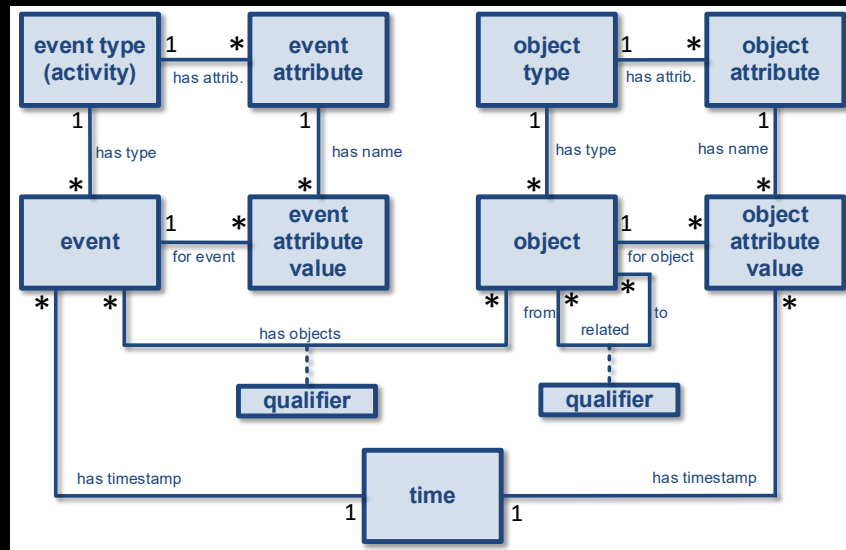 event type
(activity)
1
*
has attrib.
event
attribute
object
type
1
*
has attrib.
object
attribute
1
has type
*
1
has name
*
1
has type
*
1
has name
*
event
1
*
for event
event
attribute
value
object
1
*
for object
object
attribute
value
*
*
has objects
*
from
*
*
to
related
*
qualifier
qualifier
has timestamp
1
time
1
has timestamp